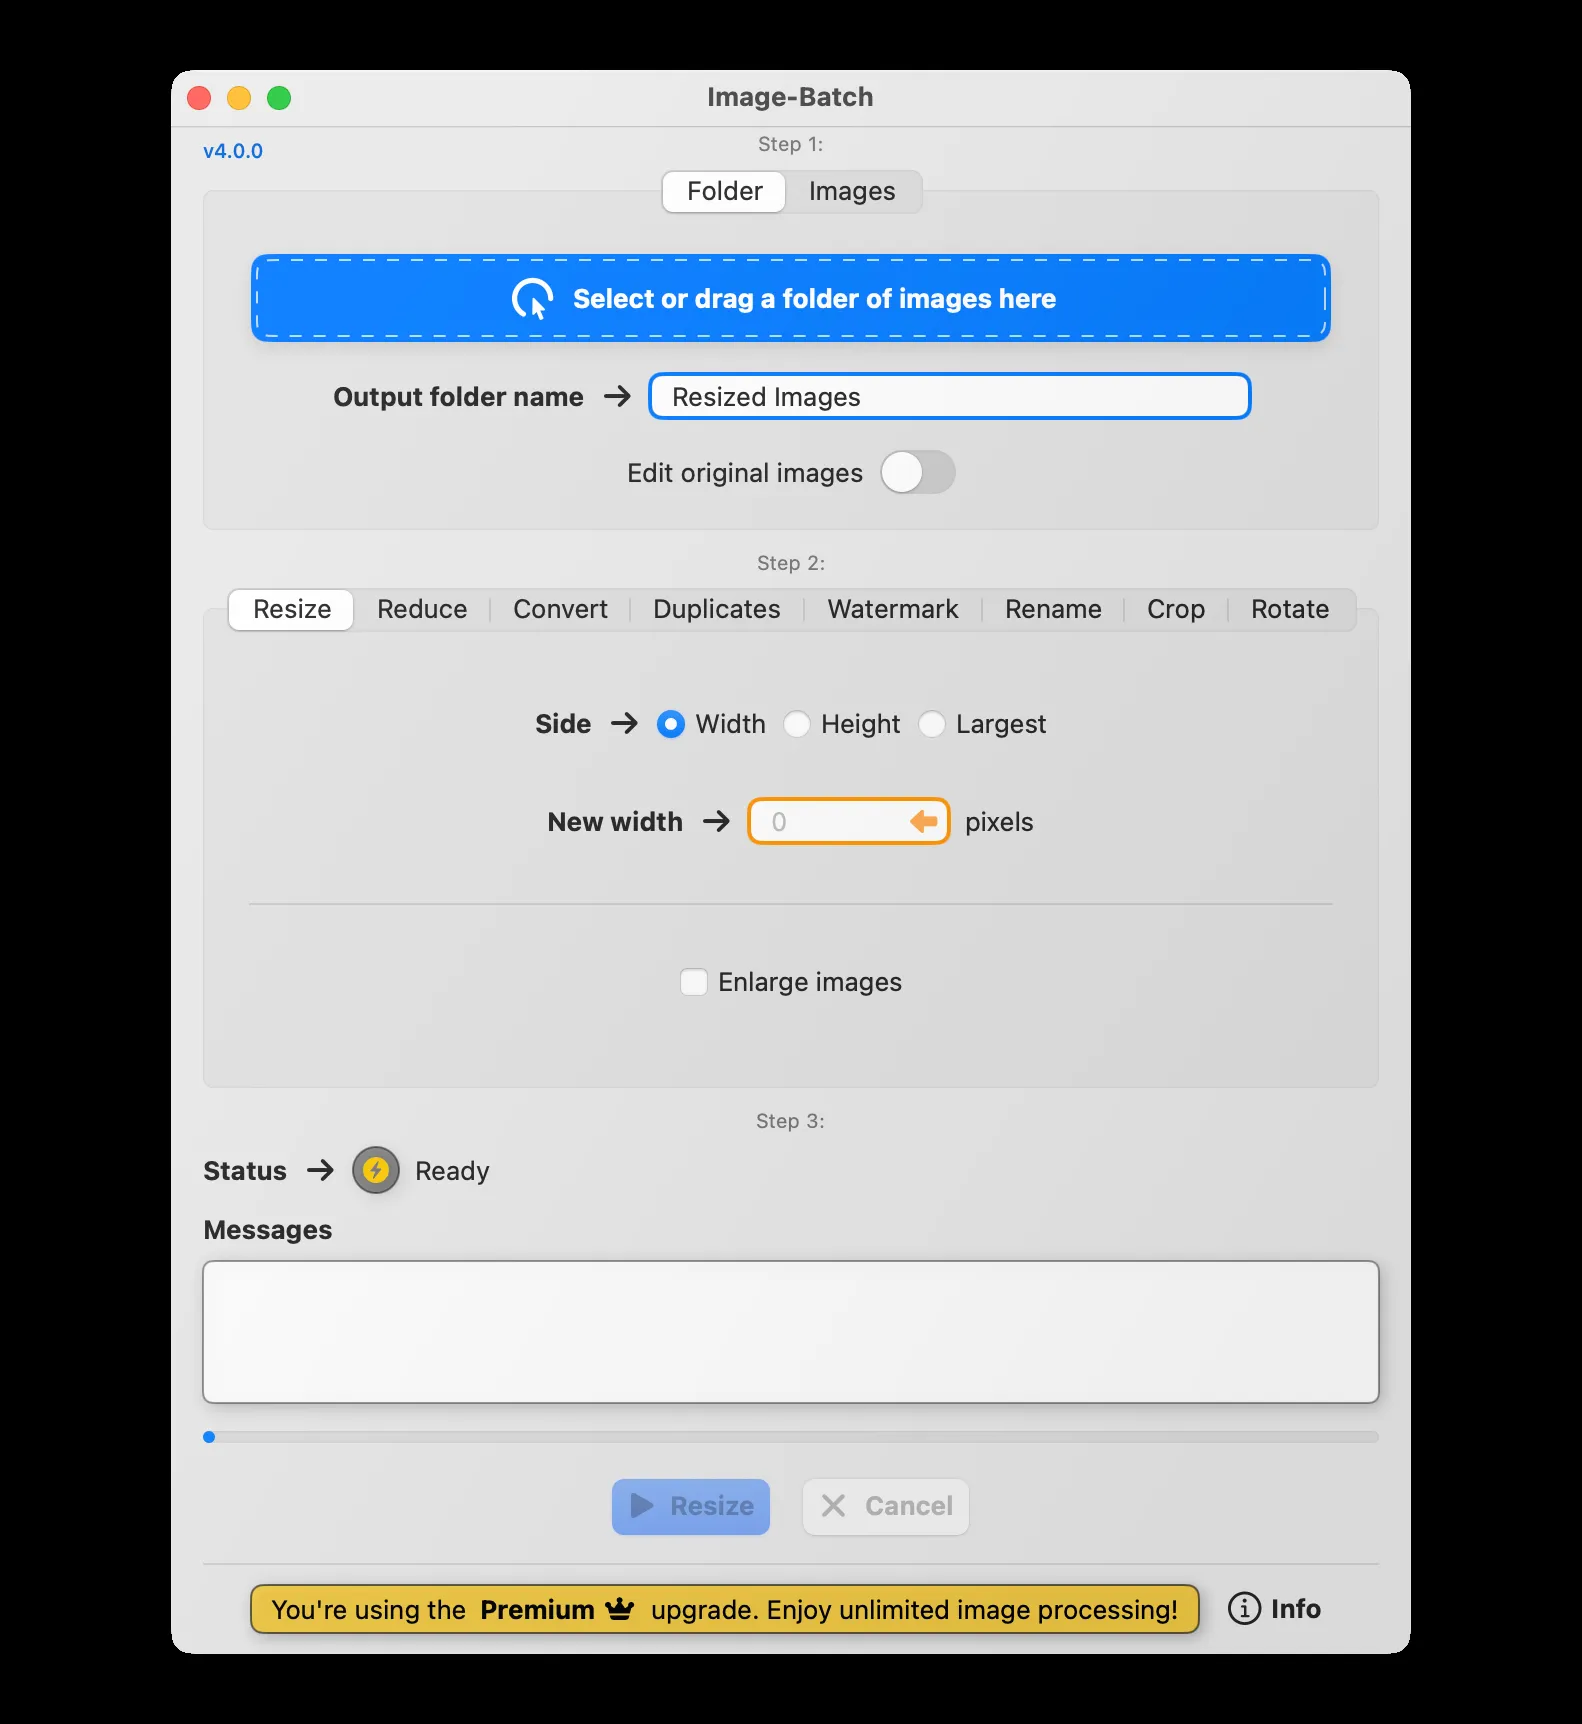 Image-Batch
v4.0.0
Step 1:
Folder Images
Select or drag a folder of images here
Output folder name → Resized Images
Edit original images
Step 2:
Resize Reduce Convert Duplicates Watermark Rename Crop Rotate
Side → Width Height Largest
New width → 0 pixels
Enlarge images
Step 3:
Status → Ready
Messages
Resize Cancel
You're using the Premium upgrade. Enjoy unlimited image processing! Info